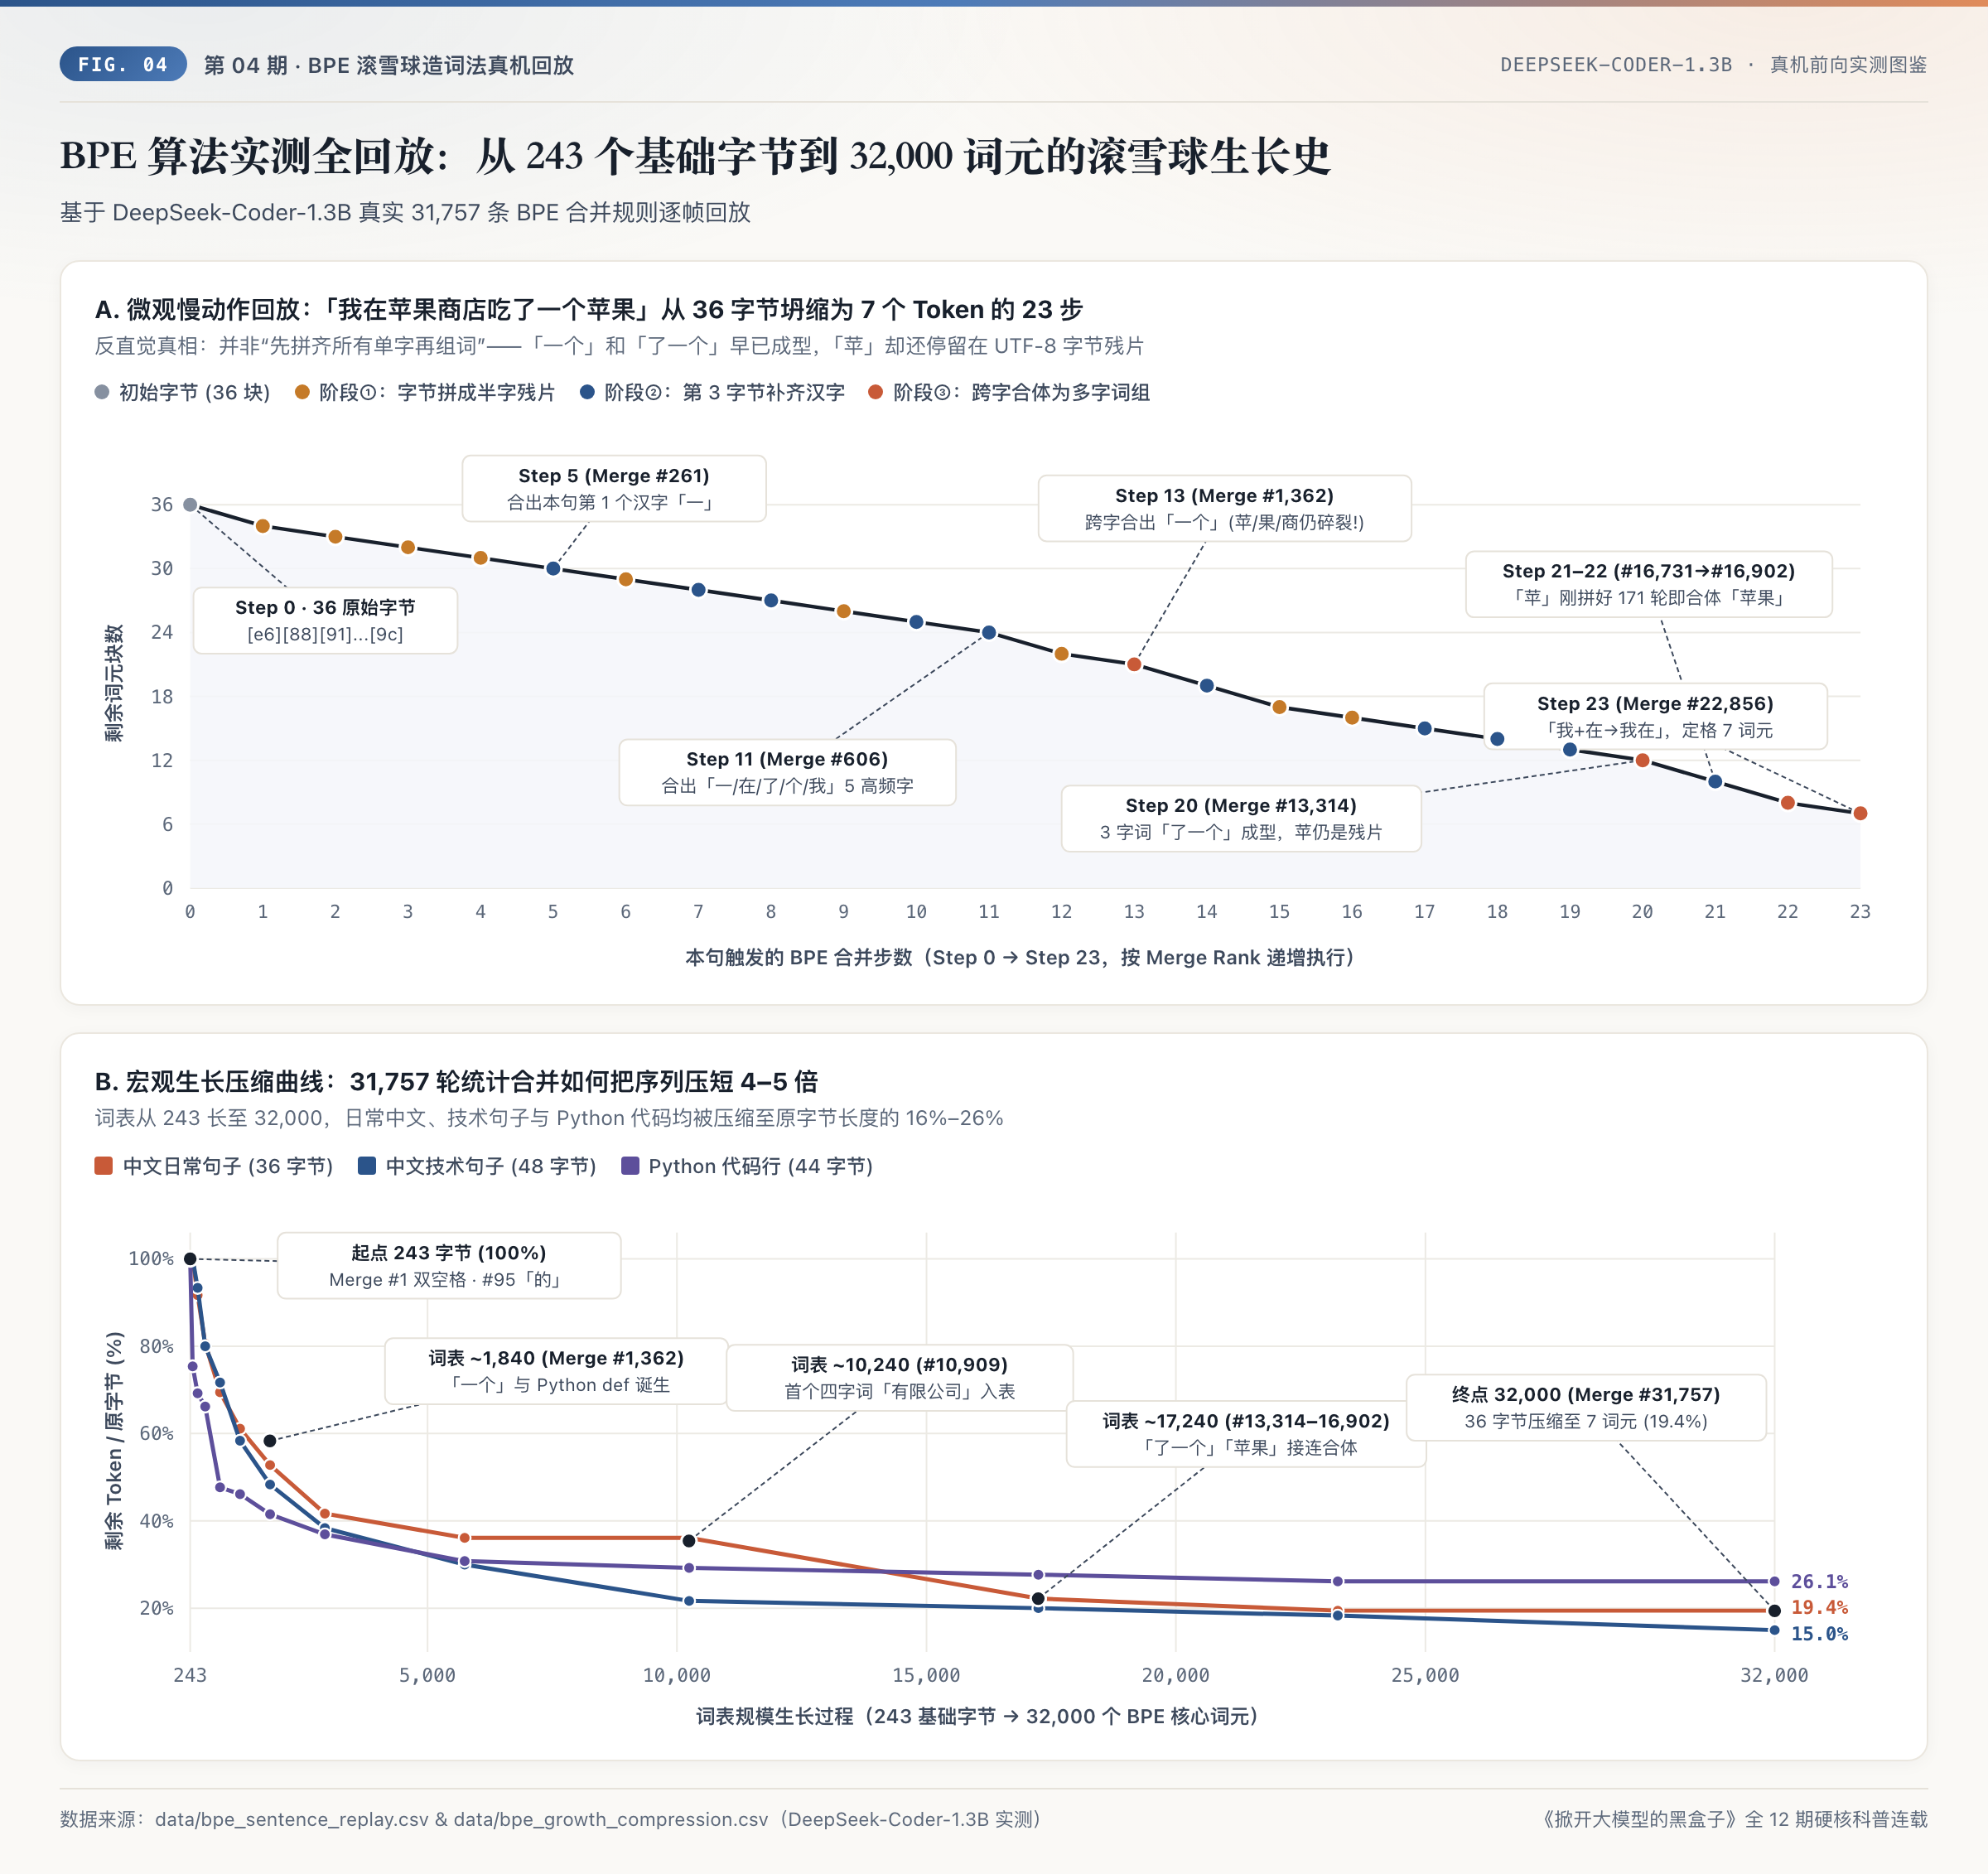 FIG. 04 第 04 期 · BPE 滚雪球造词法真机回放
DEEPSEEK-CODER-1.3B · 真机前向实测图鉴
BPE 算法实测全回放：从 243 个基础字节到 32,000 词元的滚雪球生长史
基于 DeepSeek-Coder-1.3B 真实 31,757 条 BPE 合并规则逐帧回放
A. 微观慢动作回放：「我在苹果商店吃了一个苹果」从 36 字节坍缩为 7 个 Token 的 23 步
反直觉真相：并非“先拼齐所有单字再组词”——「一个」和「了一个」早已成型，「苹」却还停留在 UTF-8 字节残片
初始字节 (36 块) 阶段①：字节拼成半字残片 阶段②：第 3 字节补齐汉字 阶段③：跨字合体为多字词组
剩余词元块数
36
30
24
18
12
6
0
Step 0 · 36 原始字节
[e6][88][91]...[9c]
Step 5 (Merge #261)
合出本句第 1 个汉字「一」
Step 11 (Merge #606)
合出「一/在/了/个/我」5 高频字
Step 13 (Merge #1,362)
跨字合出「一个」(苹/果/商仍碎裂!)
Step 20 (Merge #13,314)
3 字词「了一个」成型，苹仍是残片
Step 21–22 (#16,731→#16,902)
「苹」刚拼好 171 轮即合体「苹果」
Step 23 (Merge #22,856)
「我+在→我在」，定格 7 词元
0 1 2 3 4 5 6 7 8 9 10 11 12 13 14 15 16 17 18 19 20 21 22 23
本句触发的 BPE 合并步数（Step 0 → Step 23，按 Merge Rank 递增执行）
B. 宏观生长压缩曲线：31,757 轮统计合并如何把序列压短 4–5 倍
词表从 243 长至 32,000，日常中文、技术句子与 Python 代码均被压缩至原字节长度的 16%–26%
中文日常句子 (36 字节) 中文技术句子 (48 字节) Python 代码行 (44 字节)
剩余 Token / 原字节 (%)
100%
80%
60%
40%
20%
起点 243 字节 (100%)
Merge #1 双空格 · #95「的」
词表 ~1,840 (Merge #1,362)
「一个」与 Python def 诞生
词表 ~10,240 (#10,909)
首个四字词「有限公司」入表
词表 ~17,240 (#13,314–16,902)
「了一个」「苹果」接连合体
终点 32,000 (Merge #31,757)
36 字节压缩至 7 词元 (19.4%)
26.1%
19.4%
15.0%
243 5,000 10,000 15,000 20,000 25,000 32,000
词表规模生长过程（243 基础字节 → 32,000 个 BPE 核心词元）
数据来源：data/bpe_sentence_replay.csv & data/bpe_growth_compression.csv（DeepSeek-Coder-1.3B 实测）
《掀开大模型的黑盒子》全 12 期硬核科普连载